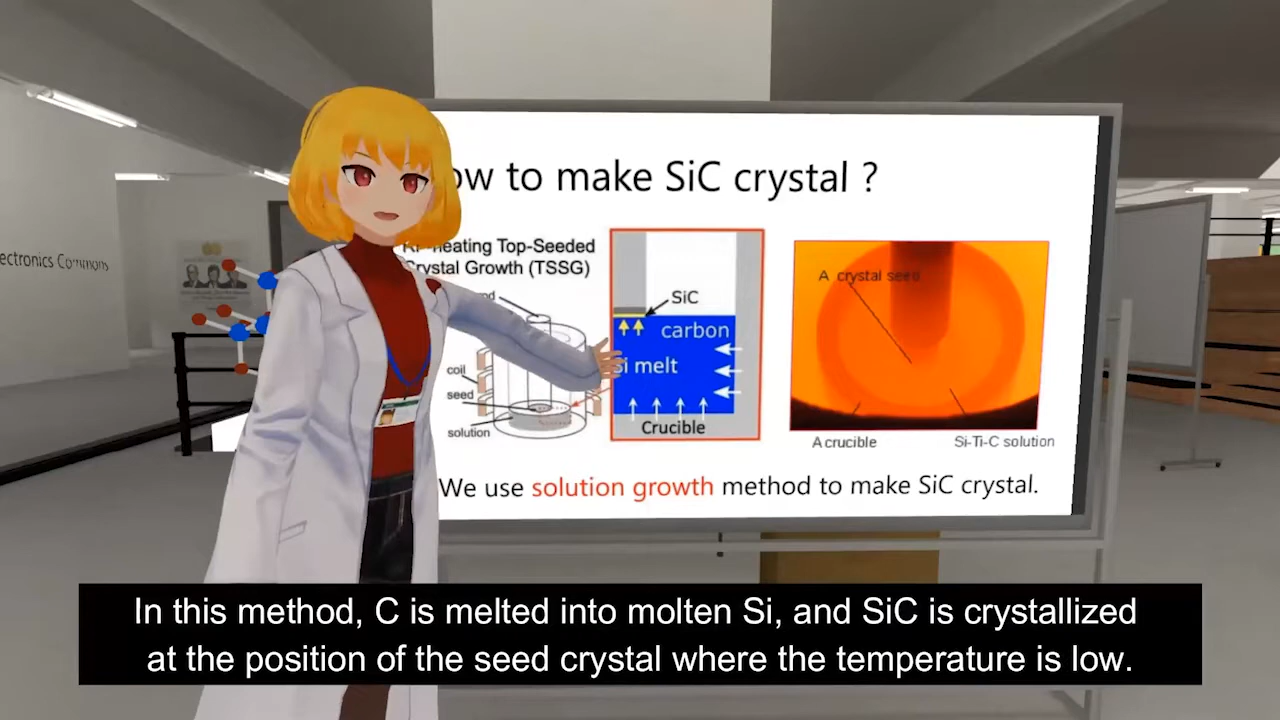 ow to make SiC crystal ?
heating Top-Seeded
Crystal Growth (TSSG)
SiC
carbon
Si melt
Crucible
coil
seed
solution
A crystal seed
A crucible
Si-Ti-C solution
We use solution growth method to make SiC crystal.
ectronics Commons
In this method, C is melted into molten Si, and SiC is crystallized
at the position of the seed crystal where the temperature is low.